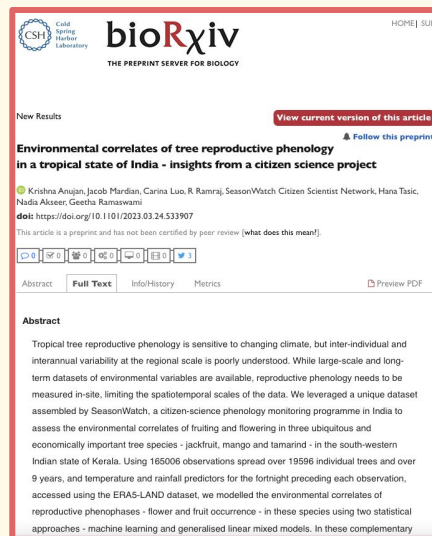 CSH
Cold
Spring
Harbor
Laboratory
bioRχiv
THE PREPRINT SERVER FOR BIOLOGY
HOME| SU
New Results
View current version of this article
Follow this preprint
Environmental correlates of tree reproductive phenology
in a tropical state of India - insights from a citizen science project
Krishna Anujan, Jacob Mardian, Carina Luo, R Ramraj, SeasonWatch Citizen Scientist Network, Hana Tasic,
Nadia Akseer, Geetha Ramaswami
doi: https://doi.org/10.1101/2023.03.24.533907
This article is a preprint and has not been certified by peer review [what does this mean?].
0 0 0 0 0 0 3
Abstract Full Text Info/History Metrics Preview PDF
Abstract
Tropical tree reproductive phenology is sensitive to changing climate, but inter-individual and
interannual variability at the regional scale is poorly understood. While large-scale and long-
term datasets of environmental variables are available, reproductive phenology needs to be
measured in-site, limiting the spatiotemporal scales of the data. We leveraged a unique dataset
assembled by SeasonWatch, a citizen-science phenology monitoring programme in India to
assess the environmental correlates of fruiting and flowering in three ubiquitous and
economically important tree species - jackfruit, mango and tamarind - in the south-western
Indian state of Kerala. Using 165006 observations spread over 19596 individual trees and over
9 years, and temperature and rainfall predictors for the fortnight preceding each observation,
accessed using the ERA5-LAND dataset, we modelled the environmental correlates of
reproductive phenophases - flower and fruit occurrence - in these species using two statistical
approaches - machine learning and generalised linear mixed models. In these complementary